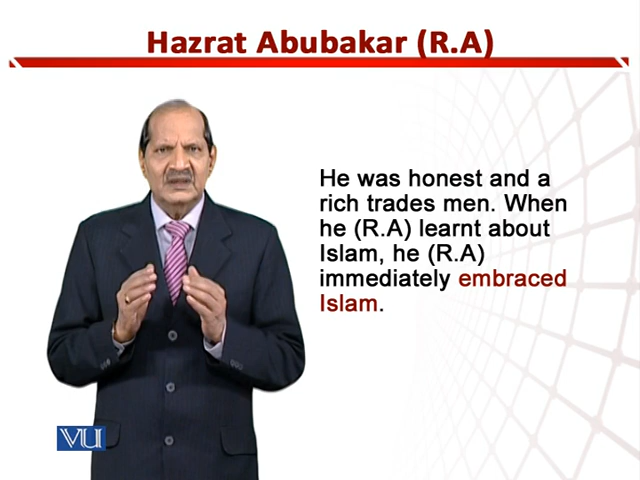 Hazrat Abubakar (R.A)
He was honest and a
rich trades men. When
he (R.A) learnt about
Islam, he (R.A)
immediately embraced
Islam.
VU